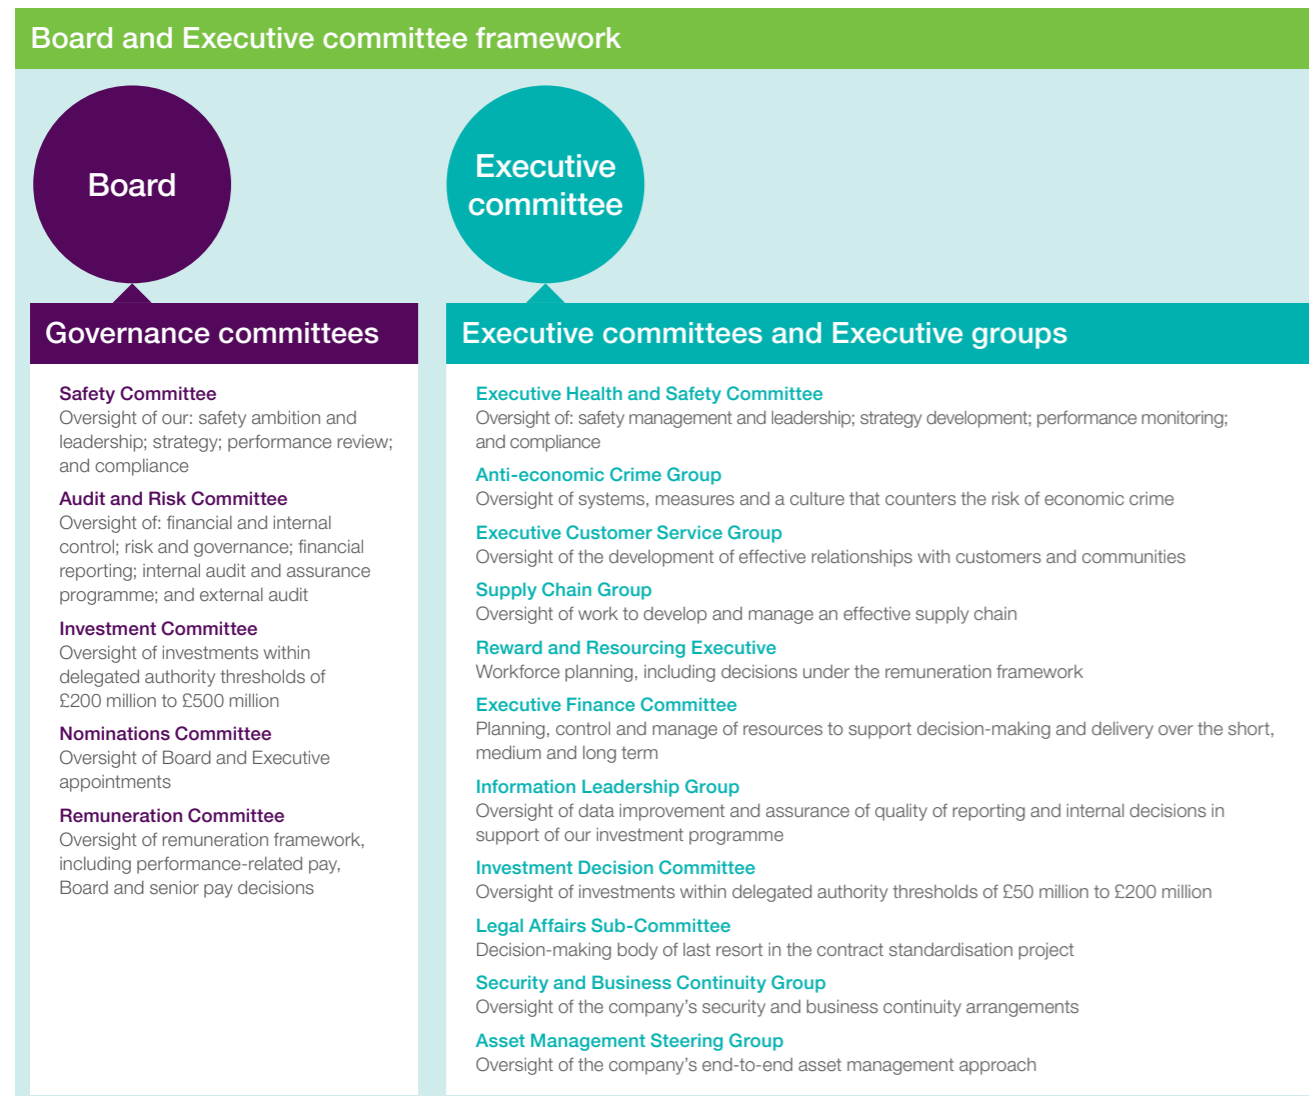 Board and Executive committee framework
Board
Executive
committee
Governance committees
Safety Committee
Oversight of our: safety ambition and
leadership; strategy; performance review;
and compliance
Audit and Risk Committee
Oversight of: financial and internal
control; risk and governance; financial
reporting; internal audit and assurance
programme; and external audit
Investment Committee
Oversight of investments within
delegated authority thresholds of
£200 million to £500 million
Nominations Committee
Oversight of Board and Executive
appointments
Remuneration Committee
Oversight of remuneration framework,
including performance-related pay,
Board and senior pay decisions
Executive committees and Executive groups
Executive Health and Safety Committee
Oversight of: safety management and leadership; strategy development; performance monitoring;
and compliance
Anti-economic Crime Group
Oversight of systems, measures and a culture that counters the risk of economic crime
Executive Customer Service Group
Oversight of the development of effective relationships with customers and communities
Supply Chain Group
Oversight of work to develop and manage an effective supply chain
Reward and Resourcing Executive
Workforce planning, including decisions under the remuneration framework
Executive Finance Committee
Planning, control and manage of resources to support decision-making and delivery over the short,
medium and long term
Information Leadership Group
Oversight of data improvement and assurance of quality of reporting and internal decisions in
support of our investment programme
Investment Decision Committee
Oversight of investments within delegated authority thresholds of £50 million to £200 million
Legal Affairs Sub-Committee
Decision-making body of last resort in the contract standardisation project
Security and Business Continuity Group
Oversight of the company's security and business continuity arrangements
Asset Management Steering Group
Oversight of the company's end-to-end asset management approach